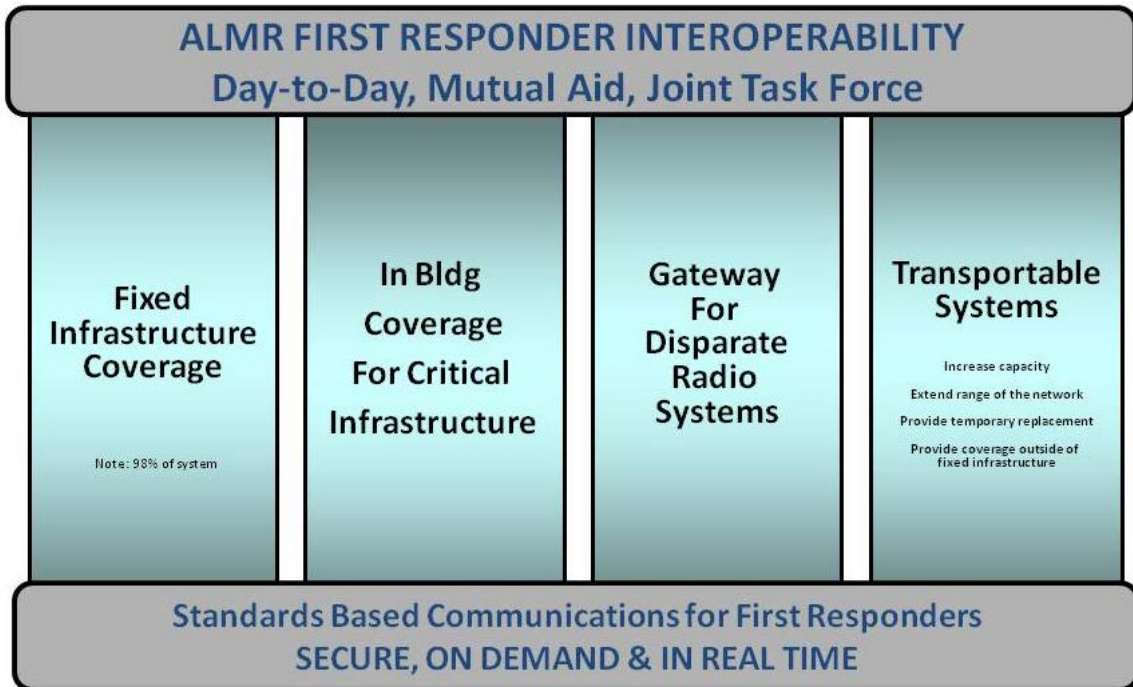 ALMR FIRST RESPONDER INTEROPERABILITY
Day-to-Day, Mutual Aid, Joint Task Force
Fixed
Infrastructure
Coverage
Note: 98% of system
In Bldg
Coverage
For Critical
Infrastructure
Gateway
For
Disparate
Radio
Systems
Transportable
Systems
Increase capacity
Extend range of the network
Provide temporary replacement
Provide coverage outside of
fixed infrastructure
Standards Based Communications for First Responders
SECURE, ON DEMAND & IN REAL TIME